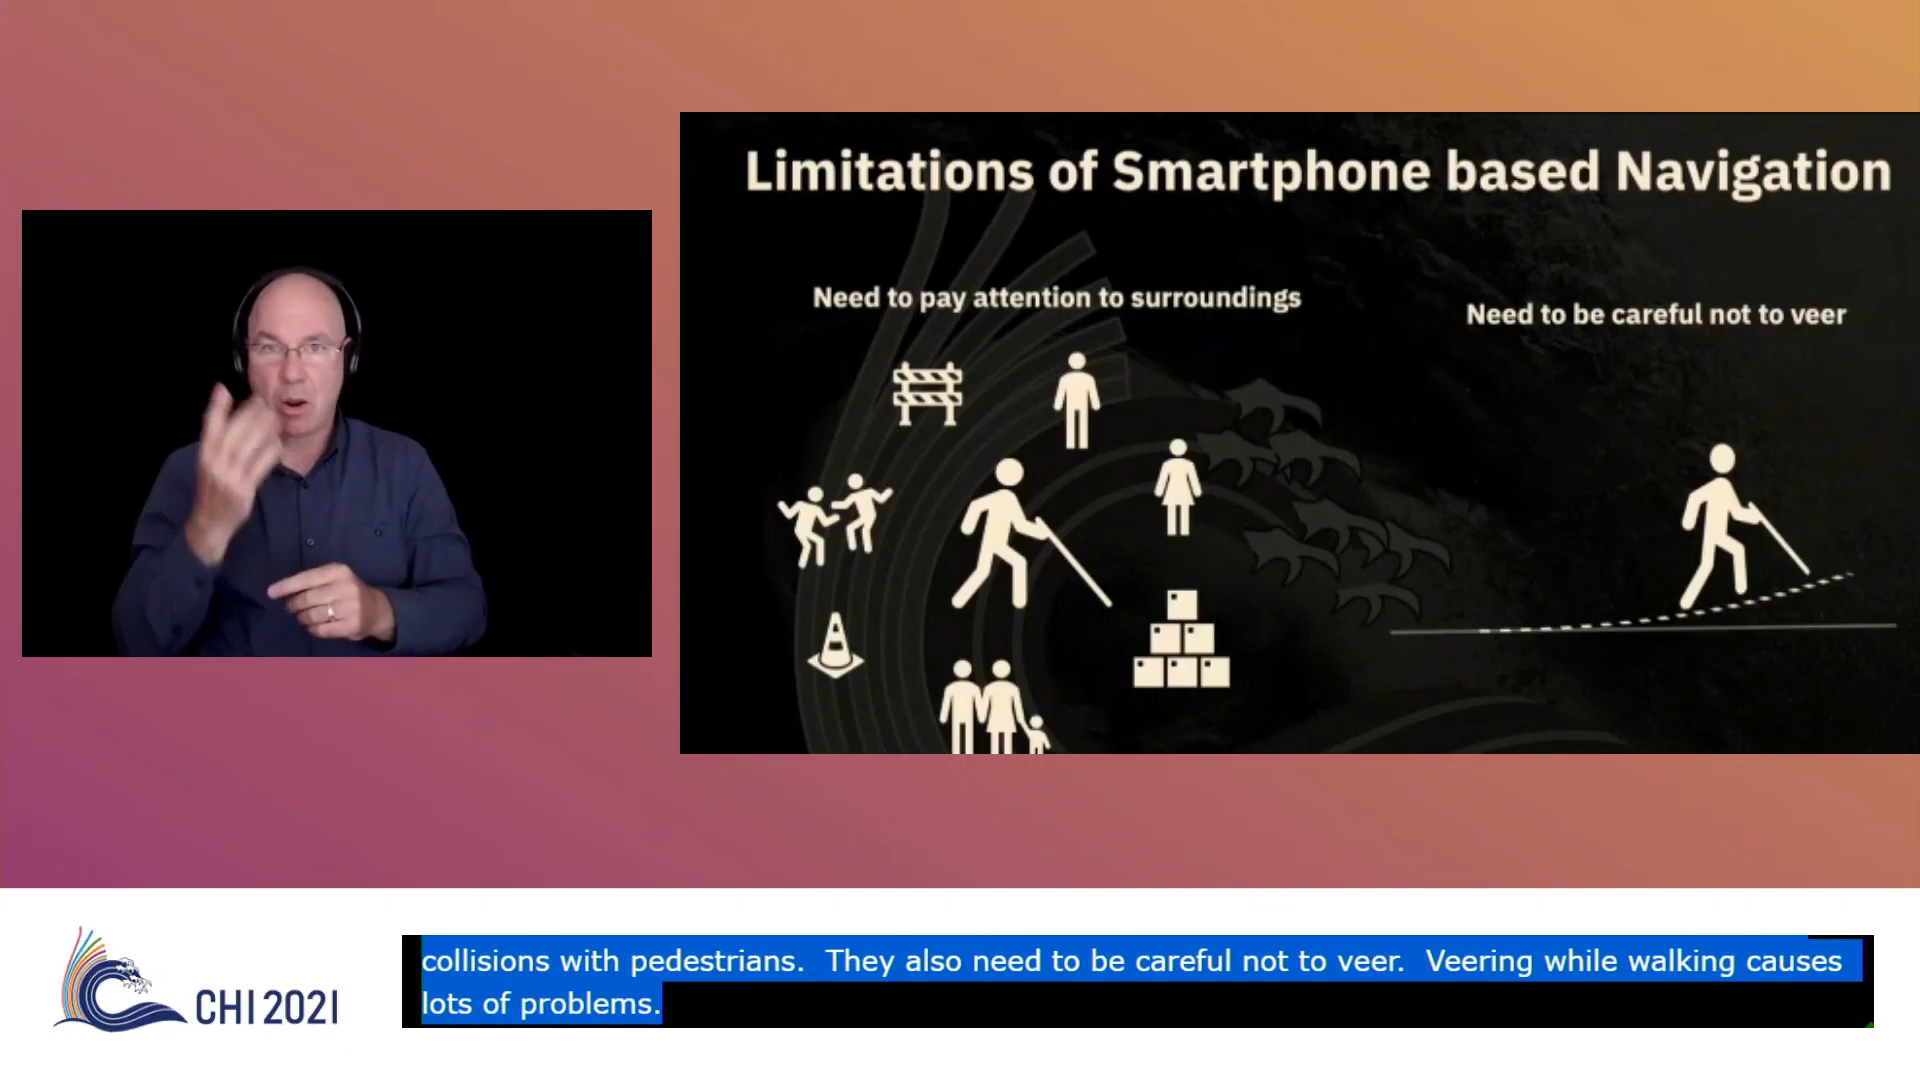 Limitations of Smartphone based Navigation
Need to pay attention to surroundings
Need to be careful not to veer
CHI 2021
collisions with pedestrians.  They also need to be careful not to veer.  Veering while walking causes
lots of problems.